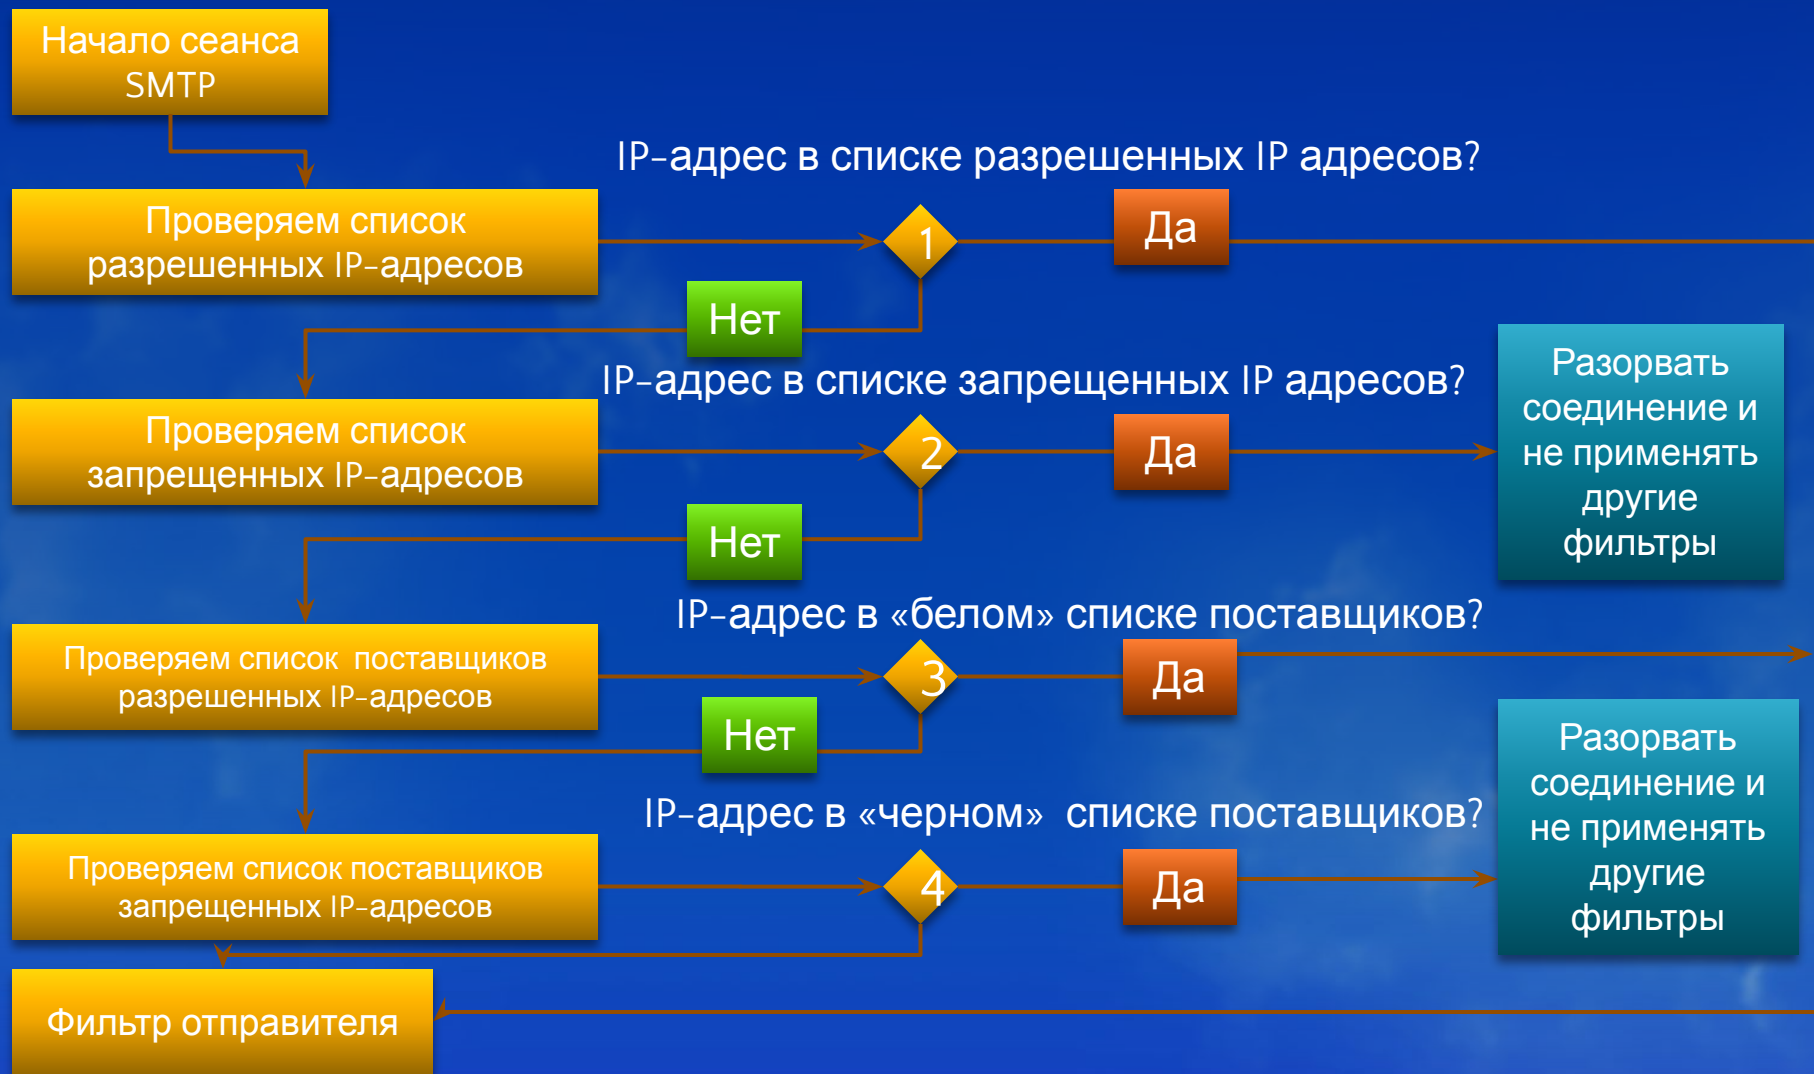 Начало сеанса
SMTP
IP-адрес в списке разрешенных IP адресов?
Проверяем список
разрешенных IP-адресов
1
Да
Нет
IP-адрес в списке запрещенных IP адресов?
Проверяем список
запрещенных IP-адресов
2
Да
Разорвать
соединение и
не применять
другие
фильтры
Нет
IP-адрес в «белом» списке поставщиков?
Проверяем список поставщиков
разрешенных IP-адресов
3
Да
Нет
IP-адрес в «черном» списке поставщиков?
Проверяем список поставщиков
запрещенных IP-адресов
4
Да
Разорвать
соединение и
не применять
другие
фильтры
Фильтр отправителя